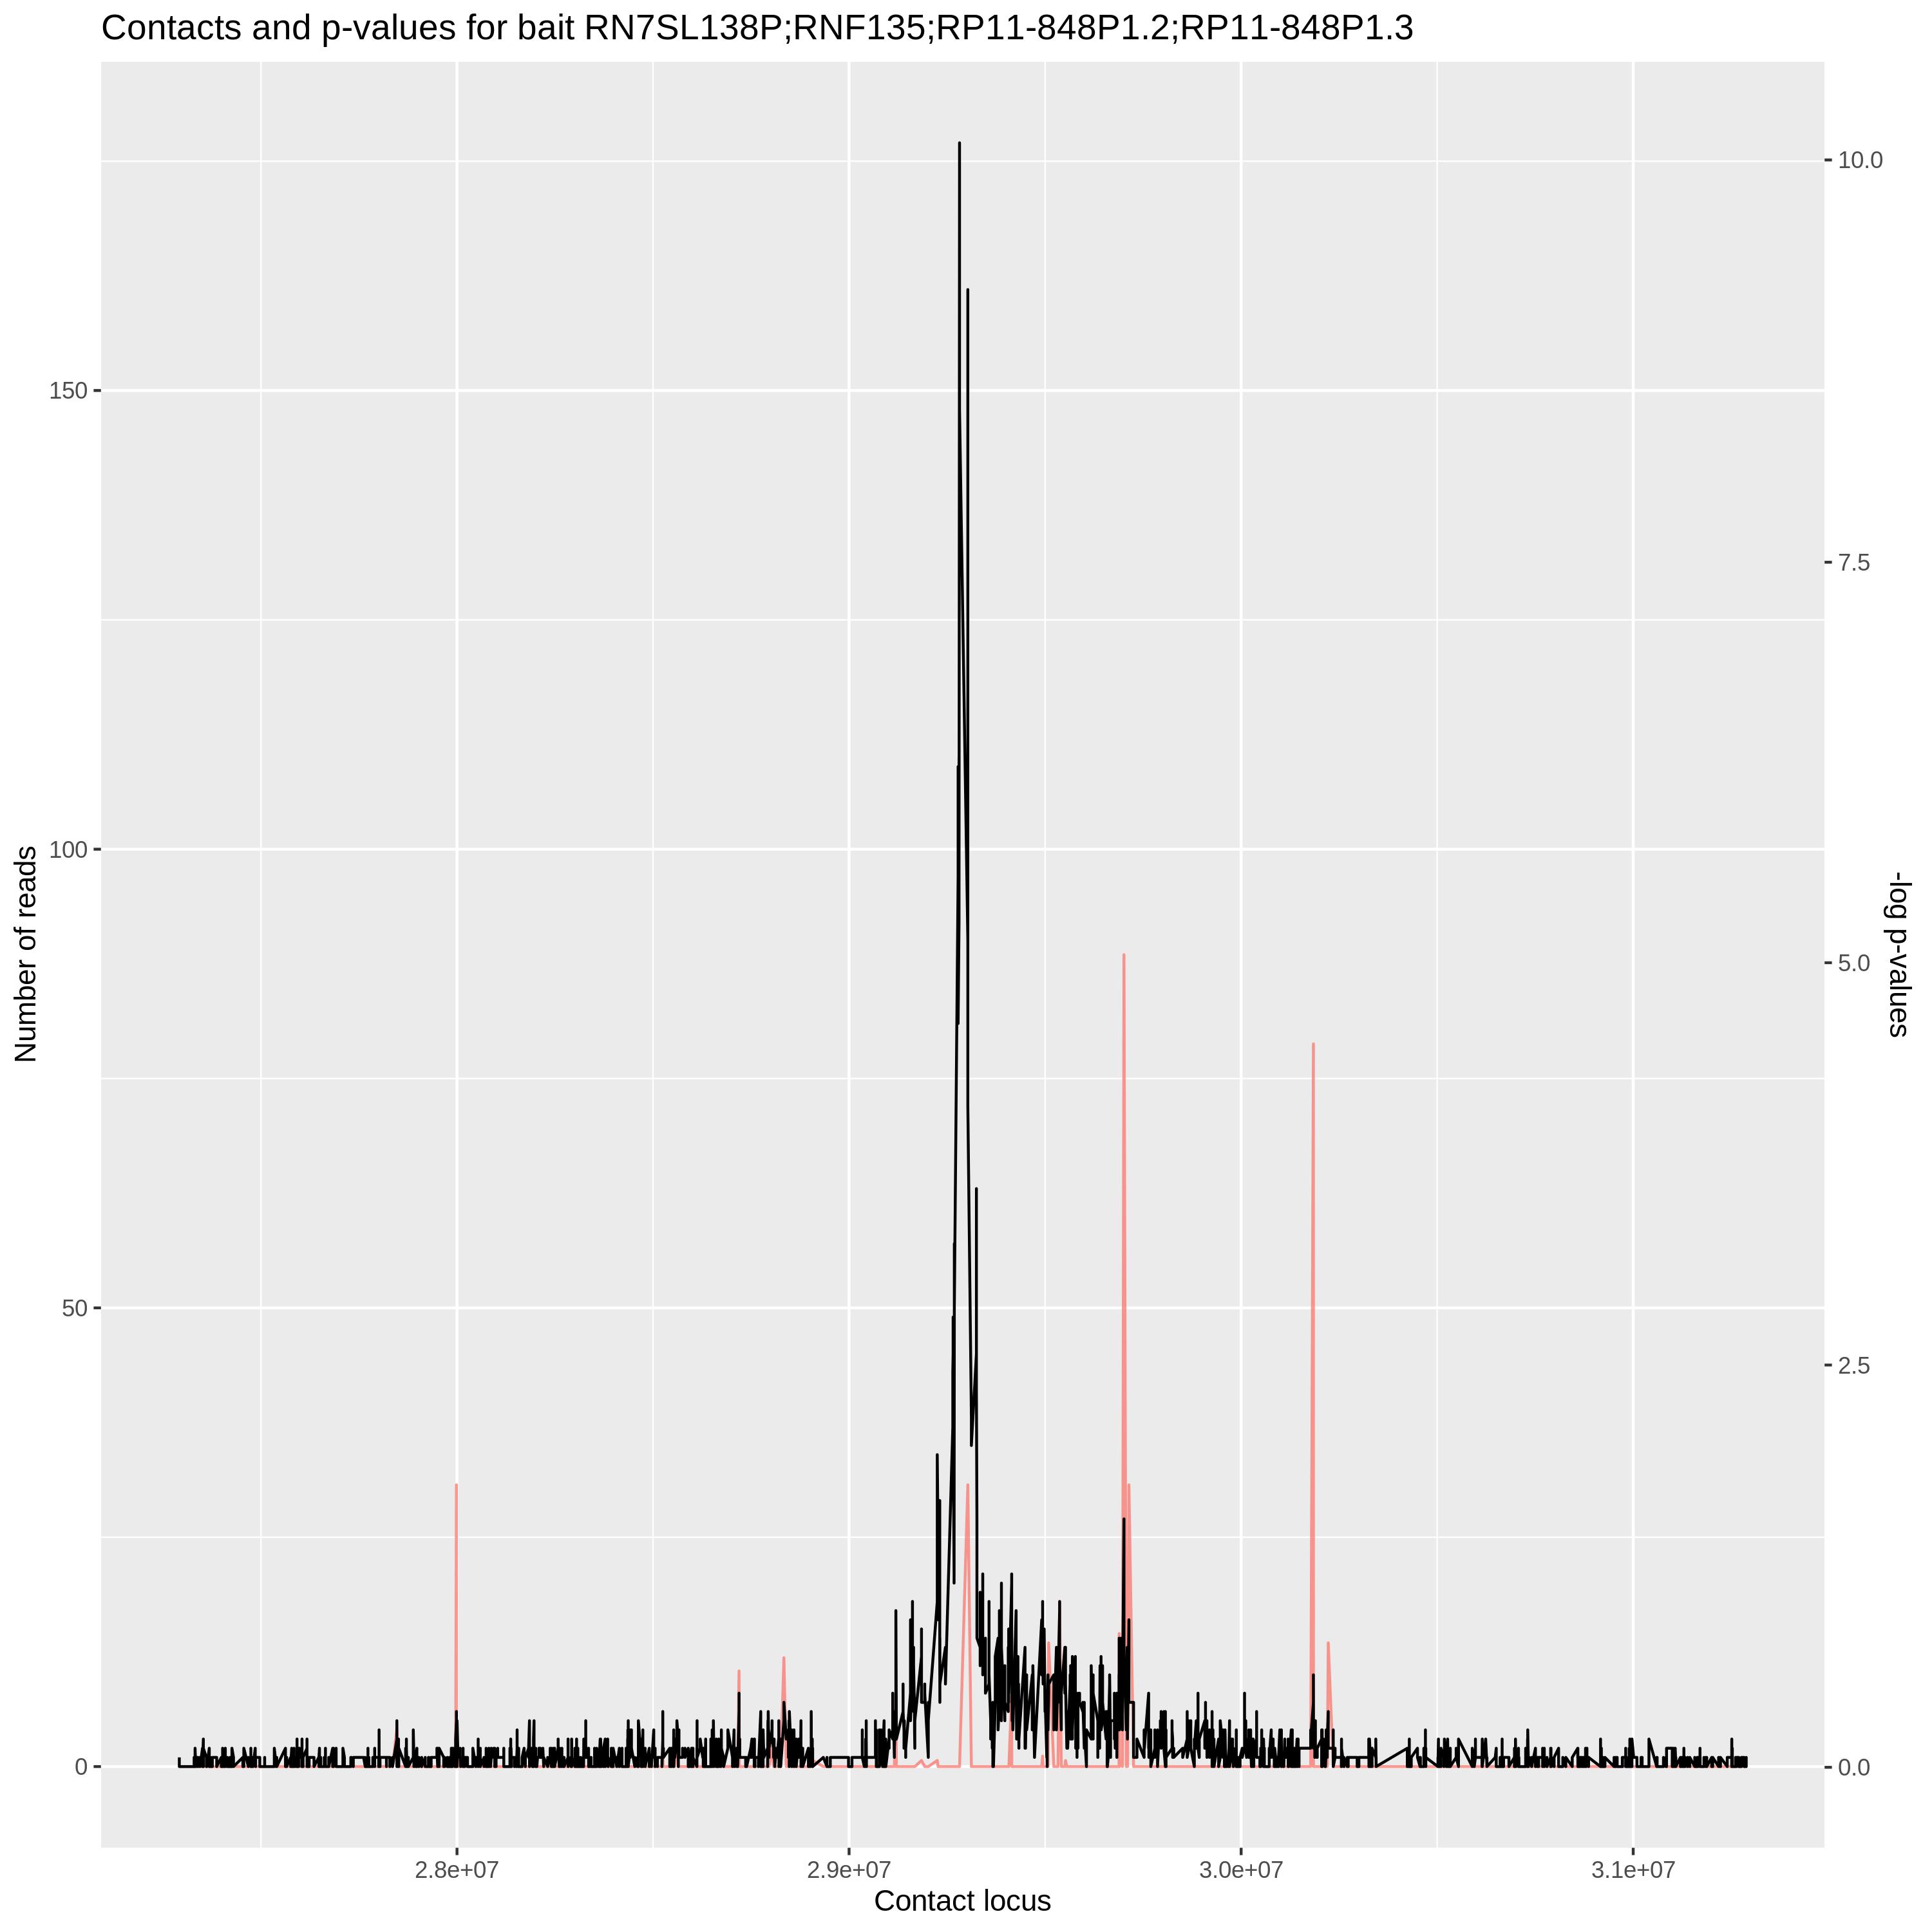 Contacts and p-values for bait RN7SL138P;RNF135;RP11-848P1.2;RP11-848P1.3
150
100
50
0
Number of reads
10.0
7.5
5.0
2.5
0.0
-log p-values
2.8e+07
2.9e+07
3.0e+07
3.1e+07
Contact locus